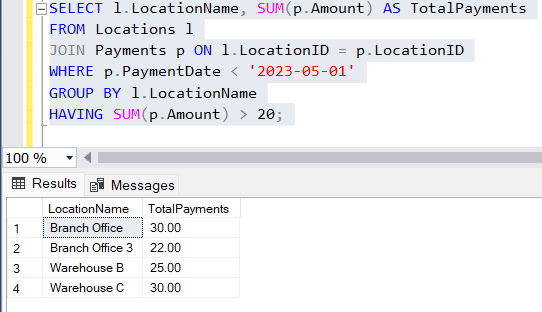 SELECT l.LocationName, SUM(p.Amount) AS TotalPayments
FROM Locations l
JOIN Payments p ON l.LocationID = p.LocationID
WHERE p.PaymentDate < '2023-05-01'
GROUP BY l.LocationName
HAVING SUM(p.Amount) > 20;
100 %
Results Messages
LocationName TotalPayments
1 Branch Office 30.00
2 Branch Office 3 22.00
3 Warehouse B 25.00
4 Warehouse C 30.00